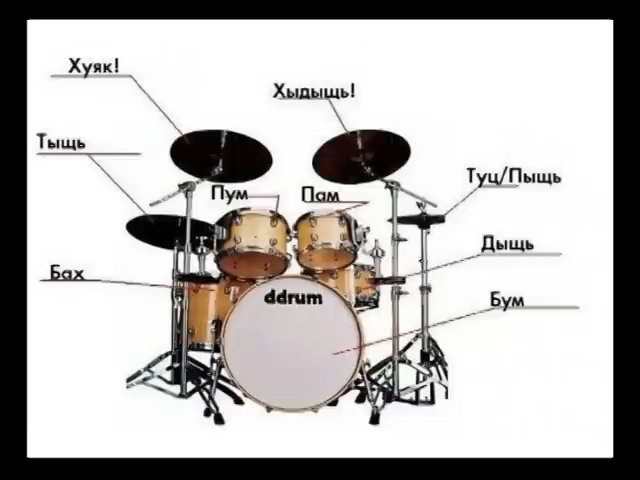 Хуяк!
Хыдыщь!
Тыщь
Туц/Пыщь
Пум
Пам
Дыщь
Бах
ddrum
Бум